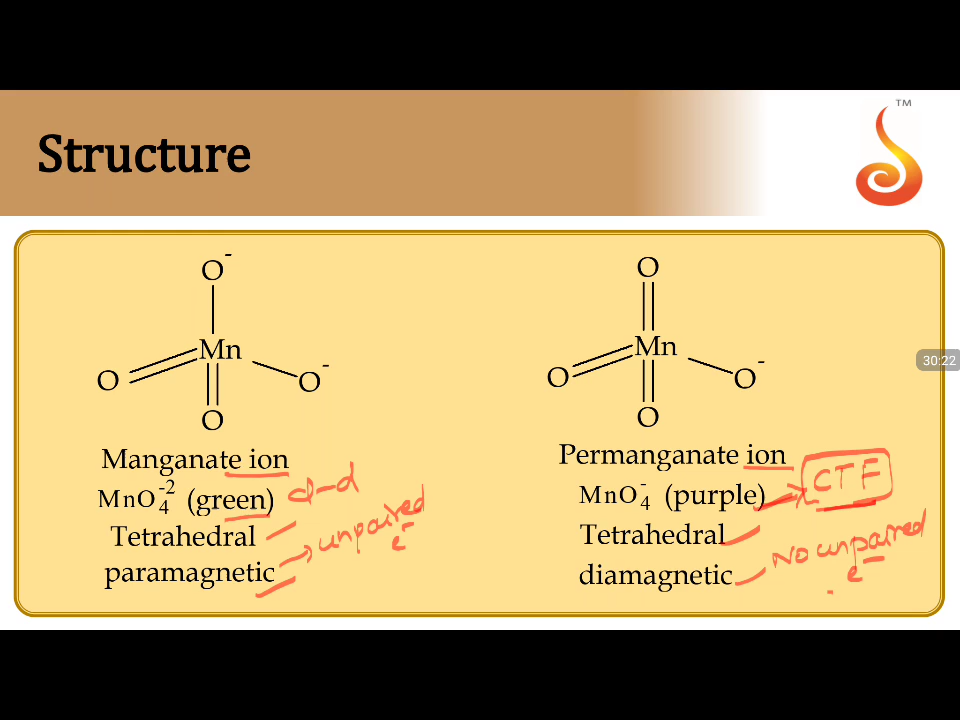 TM
Structure
O-
Mn
O
O-
O
Manganate ion
MnO4-2 (green) d-d
Tetrahedral
paramagnetic → unpaired e-
O
Mn
O
O-
O
30:22
Permanganate ion
MnO4- (purple) → CTF
Tetrahedral
diamagnetic No unpaired e-